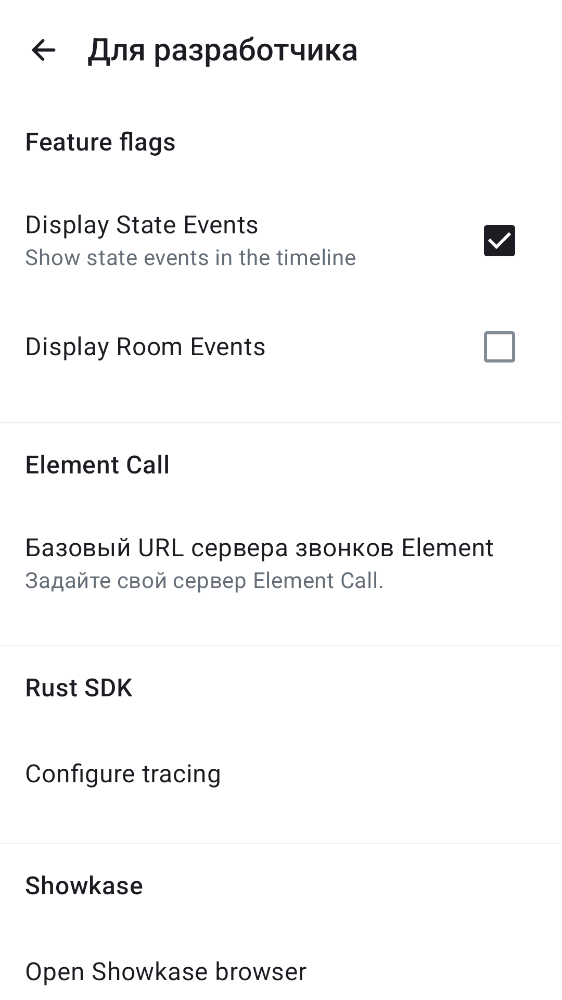 Для разработчика
Feature flags
Display State Events
Show state events in the timeline
Display Room Events
Element Call
Базовый URL сервера звонков Element
Задайте свой сервер Element Call.
Rust SDK
Configure tracing
Showkase
Open Showkase browser